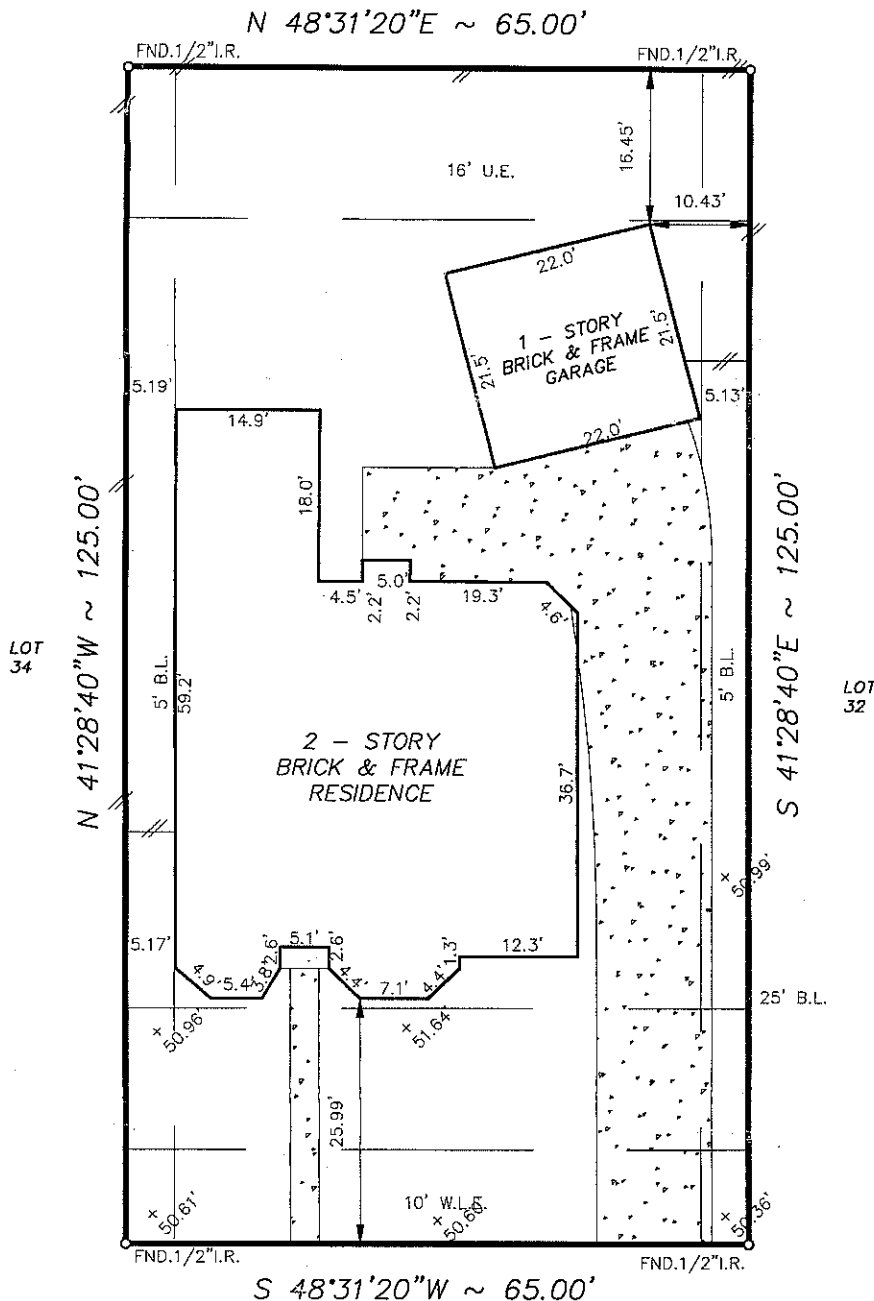 N 48°31'20"E ~ 65.00'
FND.1/2"I.R.
FND.1/2"I.R.
16.45'
16' U.E.
10.43'
22.0'
1 - STORY
BRICK & FRAME
GARAGE
21.5'
21.5'
5.19'
5.13'
14.9'
22.0'
18.0'
N 41°28'40"W ~ 125.00'
S 41°28'40"E ~ 125.00'
4.5'
5.0'
2.2'
2.2'
19.3'
4.6'
LOT
34
LOT
32
5' B.L.
59.2'
5' B.L.
2 - STORY
BRICK & FRAME
RESIDENCE
36.7'
50.99'
5.17'
4.9'
5.4'
3.8'
2.6'
5.1'
2.6'
4.4'
7.1'
4.4'
1.3'
12.3'
25' B.L.
50.96'
51.64'
25.99'
10' W.L.E.
50.61'
50.60'
50.36'
FND.1/2"I.R.
FND.1/2"I.R.
S 48°31'20"W ~ 65.00'